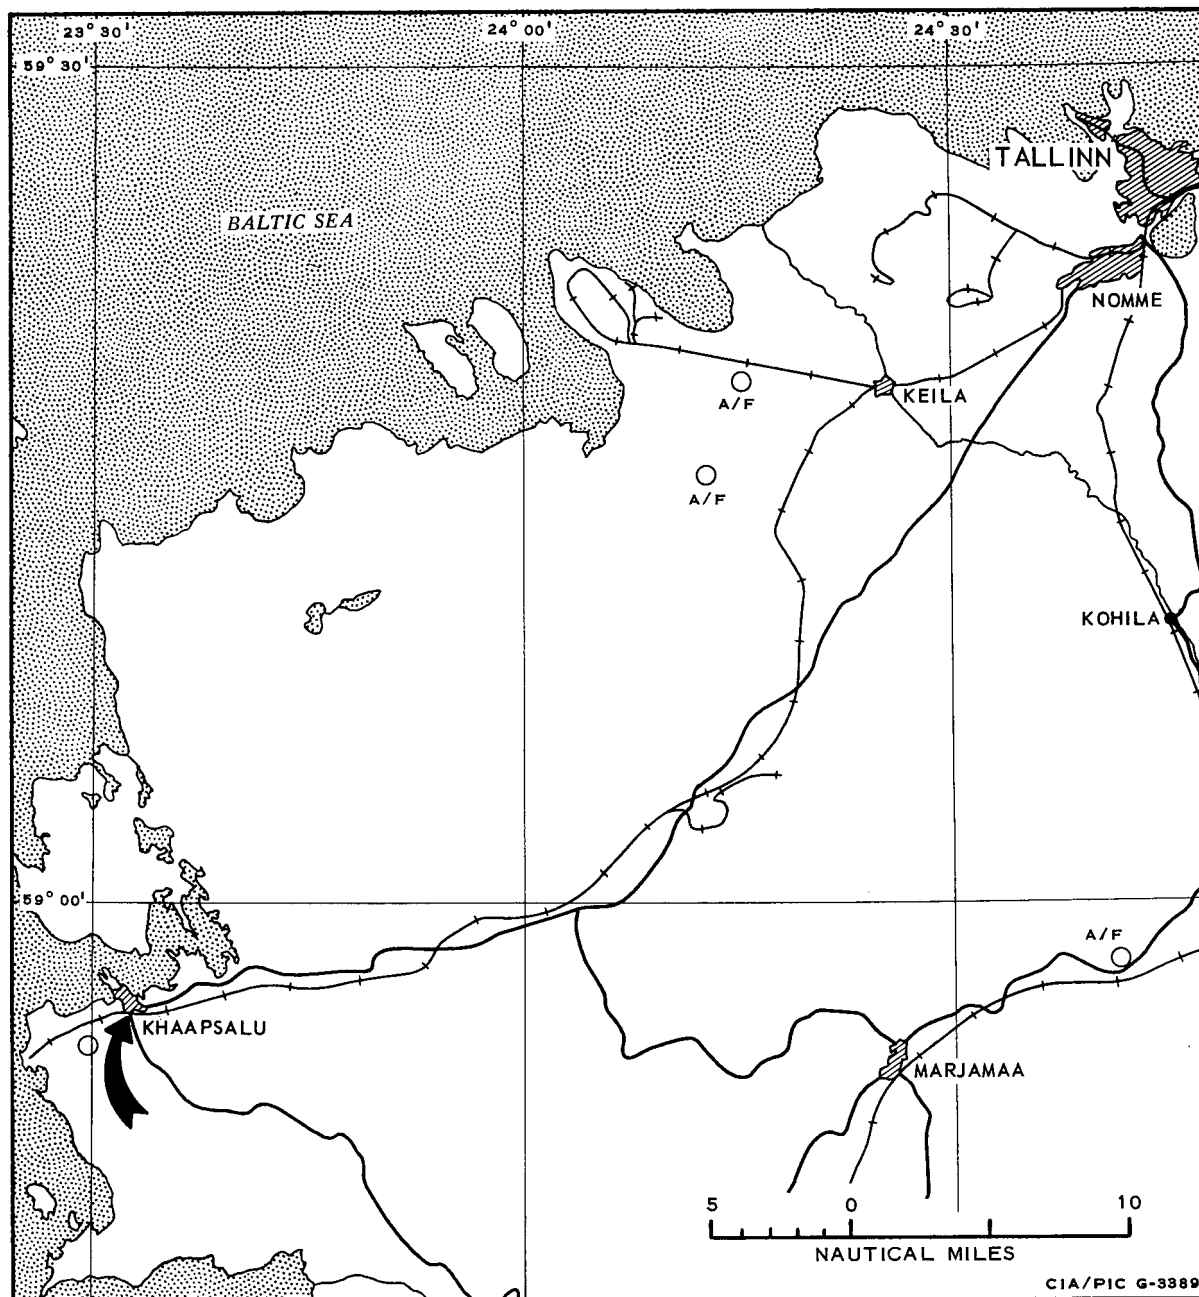 23° 30'
24° 00'
24° 30'
59° 30'
TALLINN
BALTIC SEA
NOMME
KEILA
A/F
A/F
KOHILA
59° 00'
A/F
KHAAPSALU
MARJAMAA
5 0 10
NAUTICAL MILES
CIA/PIC G-3389